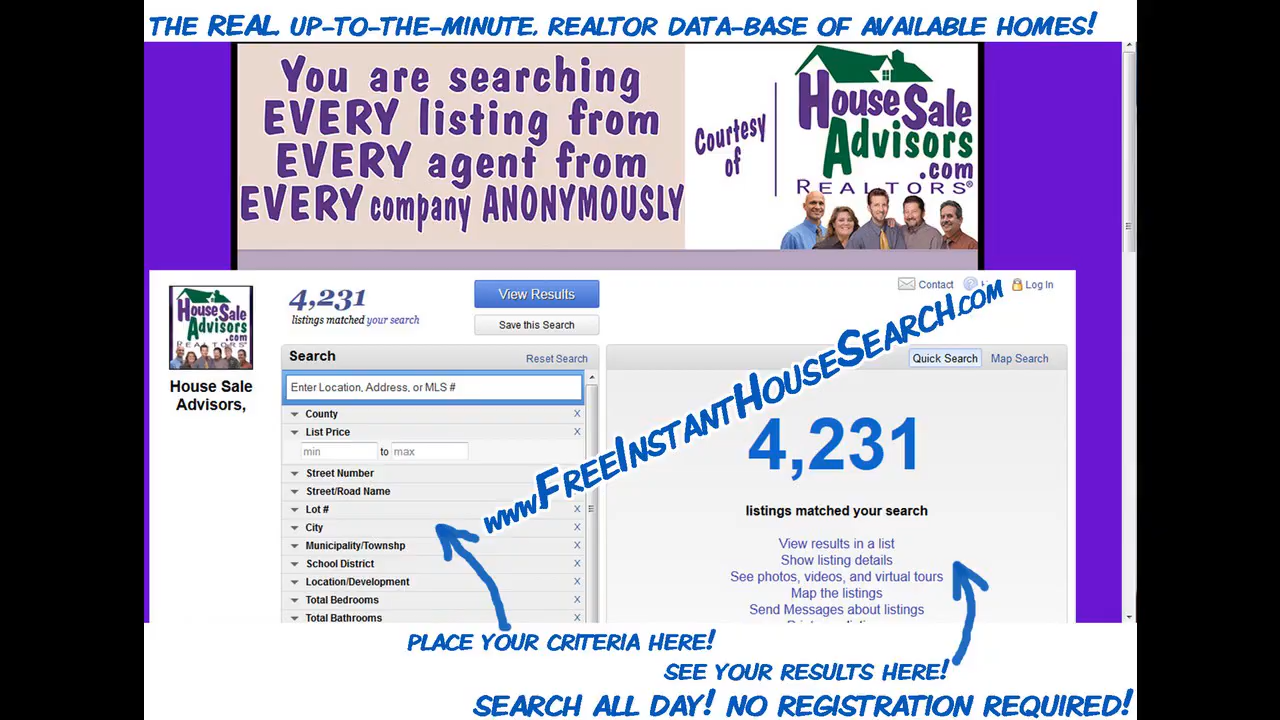 THE REAL, UP-TO-THE-MINUTE, REALTOR DATA-BASE OF AVAILABLE HOMES!
You are searching
EVERY listing from
EVERY agent from
EVERY company ANONYMOUSLY
Courtesy
of
HouseSale
Advisors
.com
REALTORS®
House Sale
Advisors
.com
REALTORS
House Sale
Advisors,
4,231
listings matched your search
View Results
Save this Search
Contact
Log In
Search
Reset Search
Enter Location, Address, or MLS #
County X
List Price X
min to max
Street Number
Street/Road Name
Lot # X
City X
Municipality/Townshp X
School District X
Location/Development X
Total Bedrooms X
Total Bathrooms X
www.FreeInstantHouseSearch.com
Quick Search
Map Search
4,231
listings matched your search
View results in a list
Show listing details
See photos, videos, and virtual tours
Map the listings
Send Messages about listings
PLACE YOUR CRITERIA HERE!
SEE YOUR RESULTS HERE!
SEARCH ALL DAY! NO REGISTRATION REQUIRED!